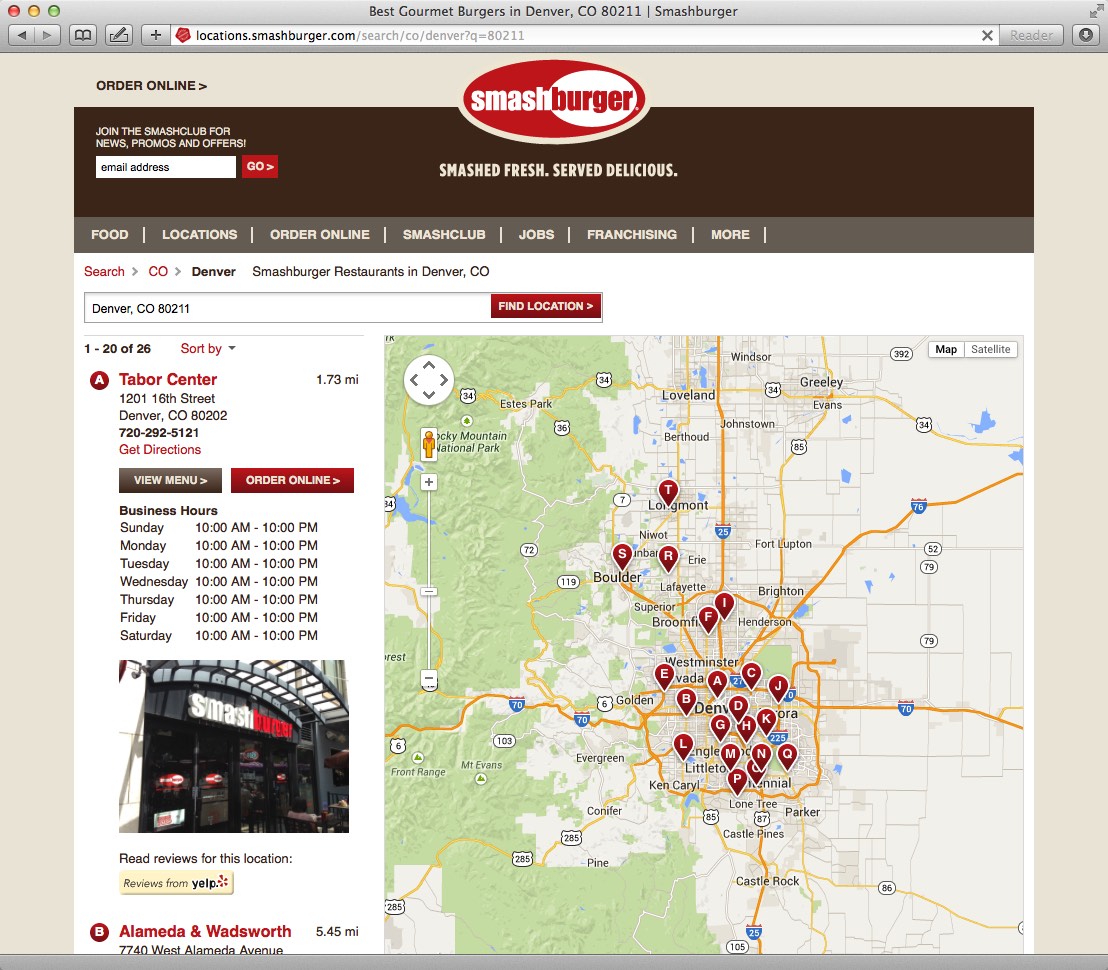 Best Gourmet Burgers in Denver, CO 80211 | Smashburger
locations.smashburger.com/search/co/denver?q=80211
Reader
ORDER ONLINE >
smashburger
JOIN THE SMASHCLUB FOR
NEWS, PROMOS AND OFFERS!
email address
GO >
SMASHED FRESH. SERVED DELICIOUS.
FOOD
LOCATIONS
ORDER ONLINE
SMASHCLUB
JOBS
FRANCHISING
MORE
Search > CO > Denver Smashburger Restaurants in Denver, CO
Denver, CO 80211
FIND LOCATION >
1 - 20 of 26 Sort by
A Tabor Center 1.73 mi
1201 16th Street
Denver, CO 80202
720-292-5121
Get Directions
VIEW MENU > ORDER ONLINE >
Business Hours
Sunday 10:00 AM - 10:00 PM
Monday 10:00 AM - 10:00 PM
Tuesday 10:00 AM - 10:00 PM
Wednesday 10:00 AM - 10:00 PM
Thursday 10:00 AM - 10:00 PM
Friday 10:00 AM - 10:00 PM
Saturday 10:00 AM - 10:00 PM
smashburger
Read reviews for this location:
Reviews from yelp
B Alameda & Wadsworth 5.45 mi
7740 West Alameda Avenue
Map Satellite
392
Windsor
34
34
Greeley
Loveland
34
Evans
Estes Park
Johnstown
34
36
Berthoud
85
National Park
T
7
Longmont
76
25
Niwot
72
S
R
Erie
Fort Lupton
52
79
Boulder
119
Lafayette
Brighton
Superior
I
F
Henderson
79
Westminster
E
A
C
J
B
Golden
70
6
D
70
70
G
H
K
103
225
6
L
M
N
Q
Evergreen
Front Range
Mt Evans
P
Ken Caryl
Lone Tree
Conifer
85
87
Parker
285
Castle Pines
285
Pine
Castle Rock
86
285
25
105